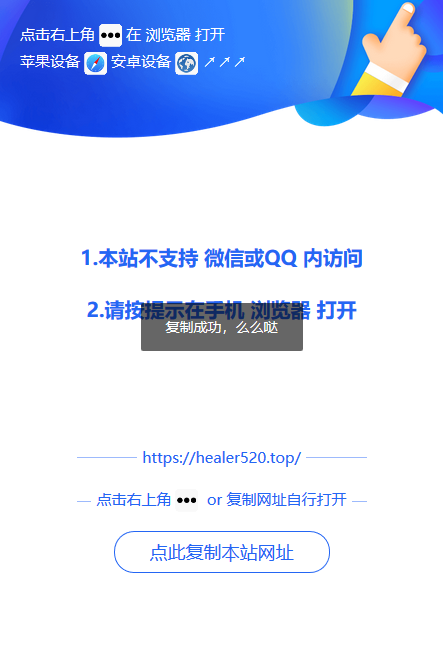 点击右上角 ••• 在 浏览器 打开
苹果设备 安卓设备 ↗↗↗
1.本站不支持 微信或QQ 内访问
2.请按提示在手机 浏览器 打开
复制成功，么么哒
https://healer520.top/
点击右上角 ••• or 复制网址自行打开
点此复制本站网址